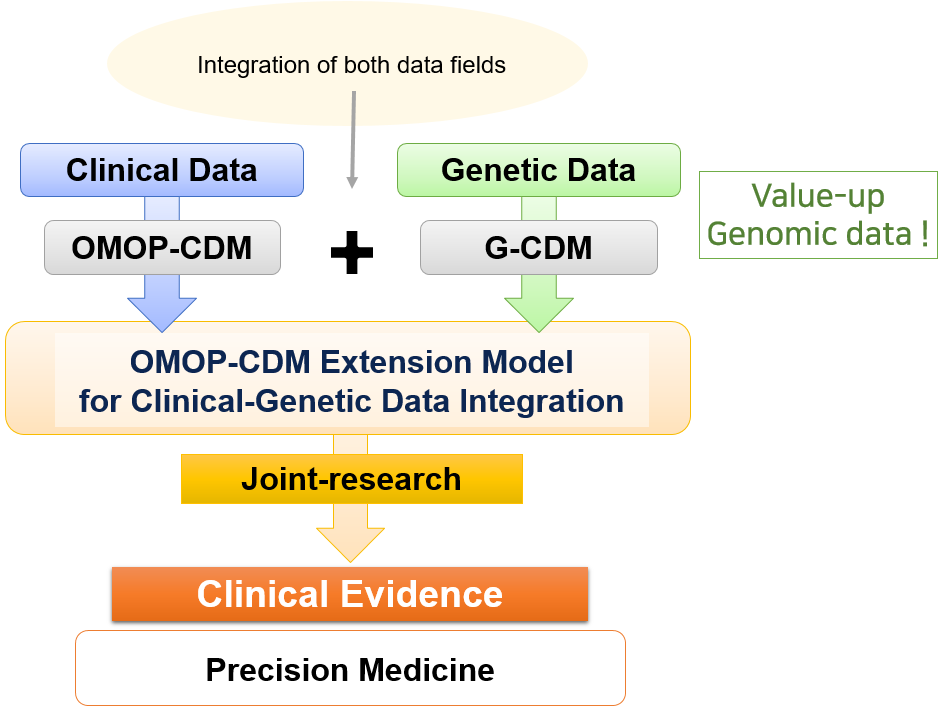 Integration of both data fields
Clinical Data
Genetic Data
OMOP-CDM
+
G-CDM
Value-up
Genomic data !
OMOP-CDM Extension Model
for Clinical-Genetic Data Integration
Joint-research
Clinical Evidence
Precision Medicine